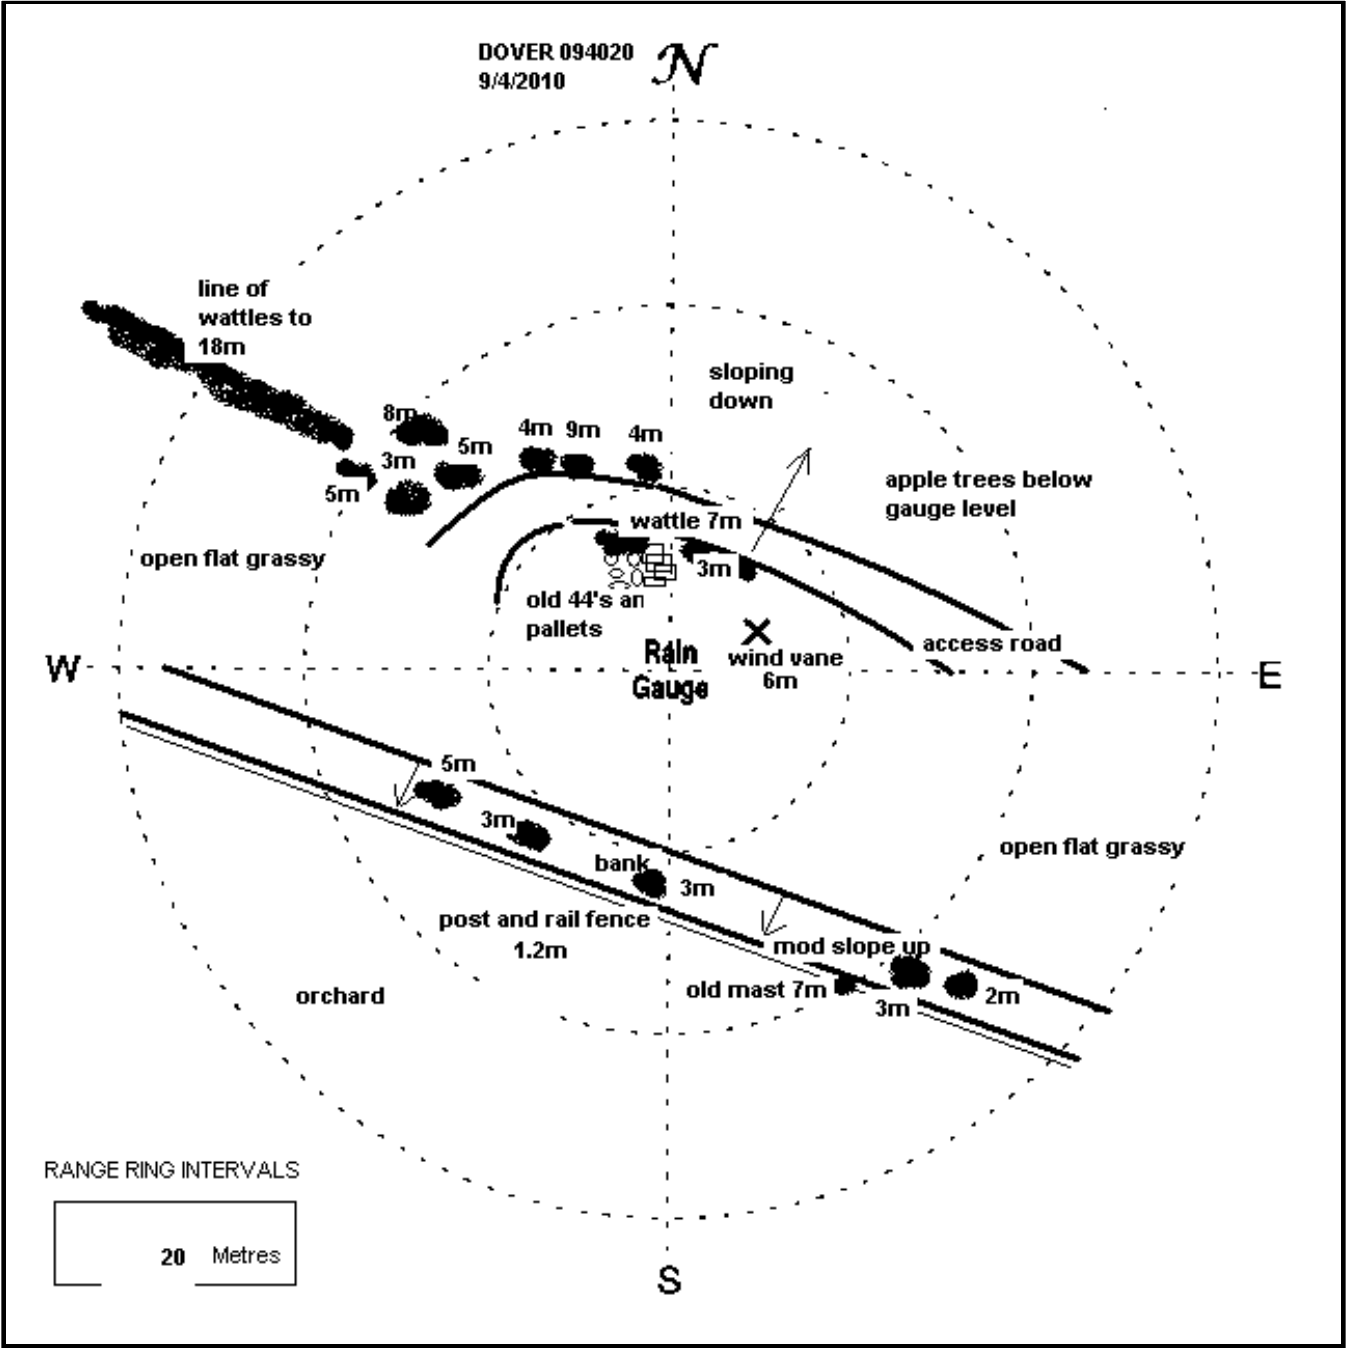 DOVER 094020
9/4/2010
N
line of
wattles to
18m
sloping
down
8m
5m
4m
9m
4m
3m
5m
apple trees below
gauge level
wattle 7m
open flat grassy
3m
old 44's an
pallets
Rain
Gauge
wind vane
6m
access road
W
E
5m
3m
bank
3m
open flat grassy
post and rail fence
1.2m
mod slope up
old mast 7m
3m
2m
orchard
RANGE RING INTERVALS
20 Metres
S